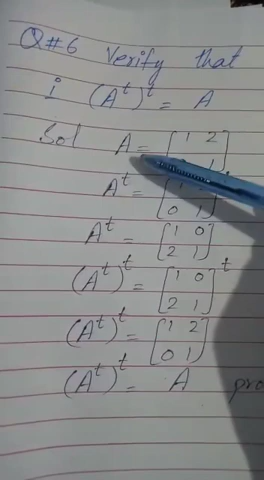 Q#6 Verify that
i (A^t)^t = A
Sol A = [1 2
1]
A^t = [
0 1]
A^t = [1 0
2 1]
(A^t)^t = [1 0
2 1]^t
(A^t)^t = [1 2
0 1]
(A^t)^t = A